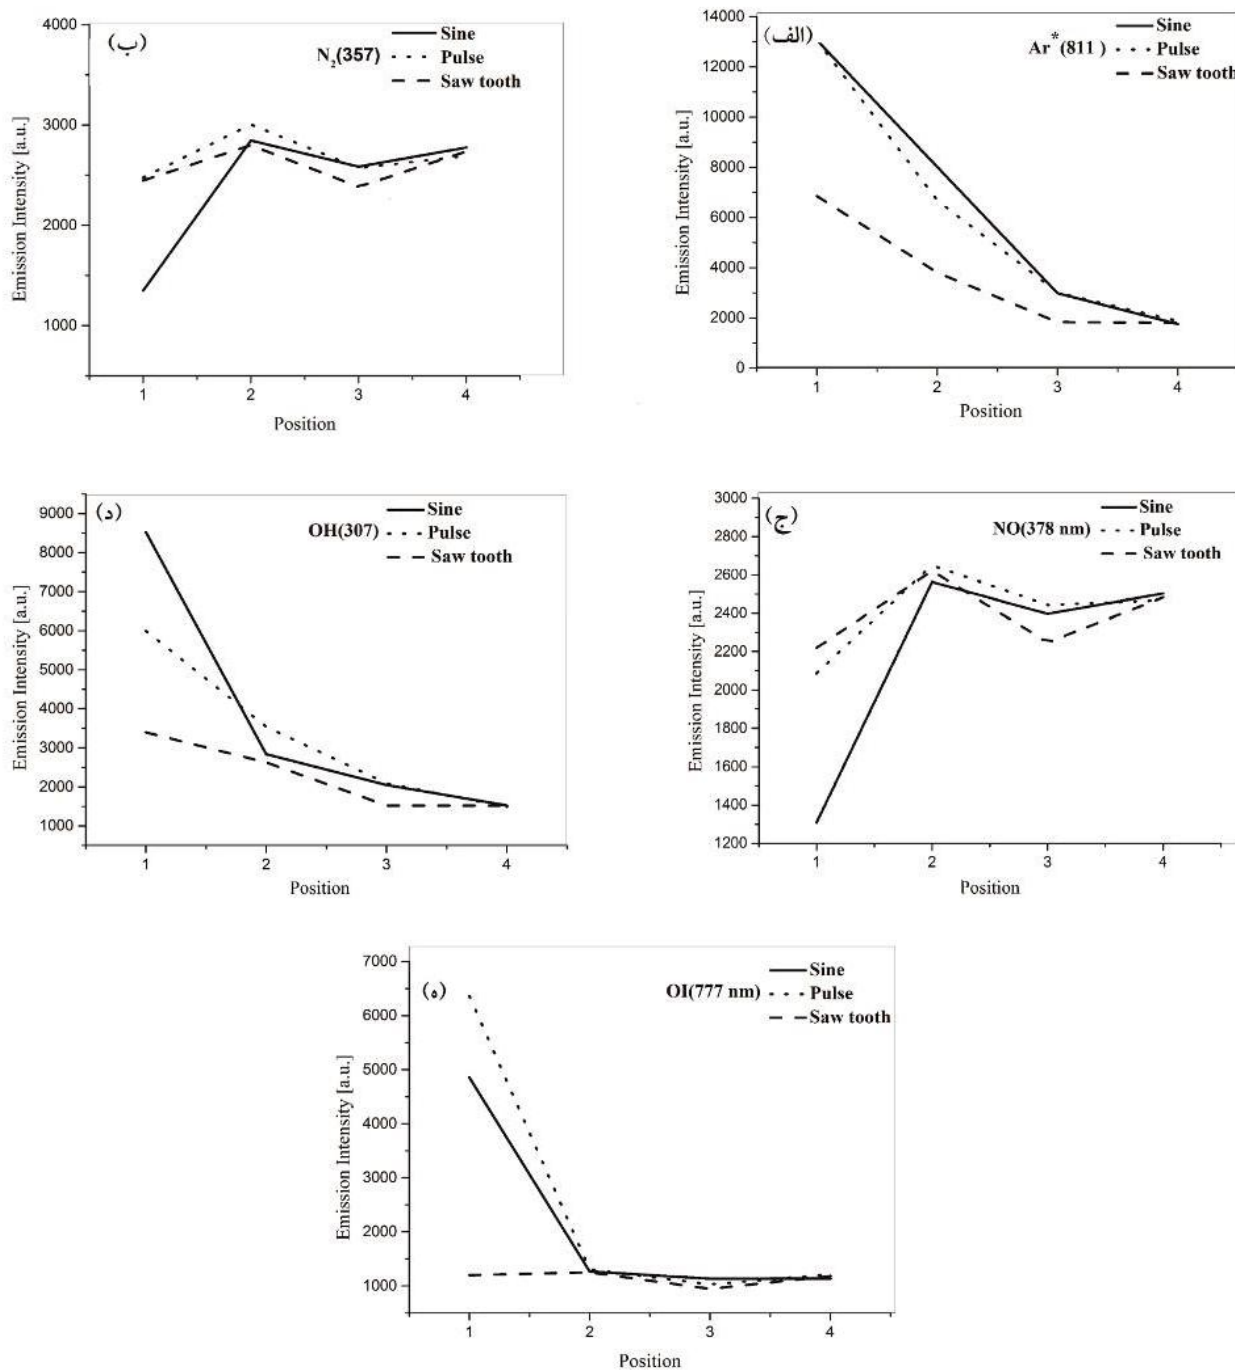 (الف)
Ar*(811 )
Sine
Pulse
Saw tooth
14000
12000
10000
8000
6000
4000
2000
0
Emission Intensity [a.u.]
1 2 3 4
Position
(ب)
N₂(357)
Sine
Pulse
Saw tooth
4000
3000
2000
1000
Emission Intensity [a.u.]
1 2 3 4
Position
(ج)
NO(378 nm)
Sine
Pulse
Saw tooth
3000
2800
2600
2400
2200
2000
1800
1600
1400
1200
Emission Intensity [a.u.]
1 2 3 4
Position
(د)
OH(307)
Sine
Pulse
Saw tooth
9000
8000
7000
6000
5000
4000
3000
2000
1000
Emission Intensity [a.u.]
1 2 3 4
Position
(ه)
OI(777 nm)
Sine
Pulse
Saw tooth
7000
6000
5000
4000
3000
2000
1000
Emission Intensity [a.u.]
1 2 3 4
Position